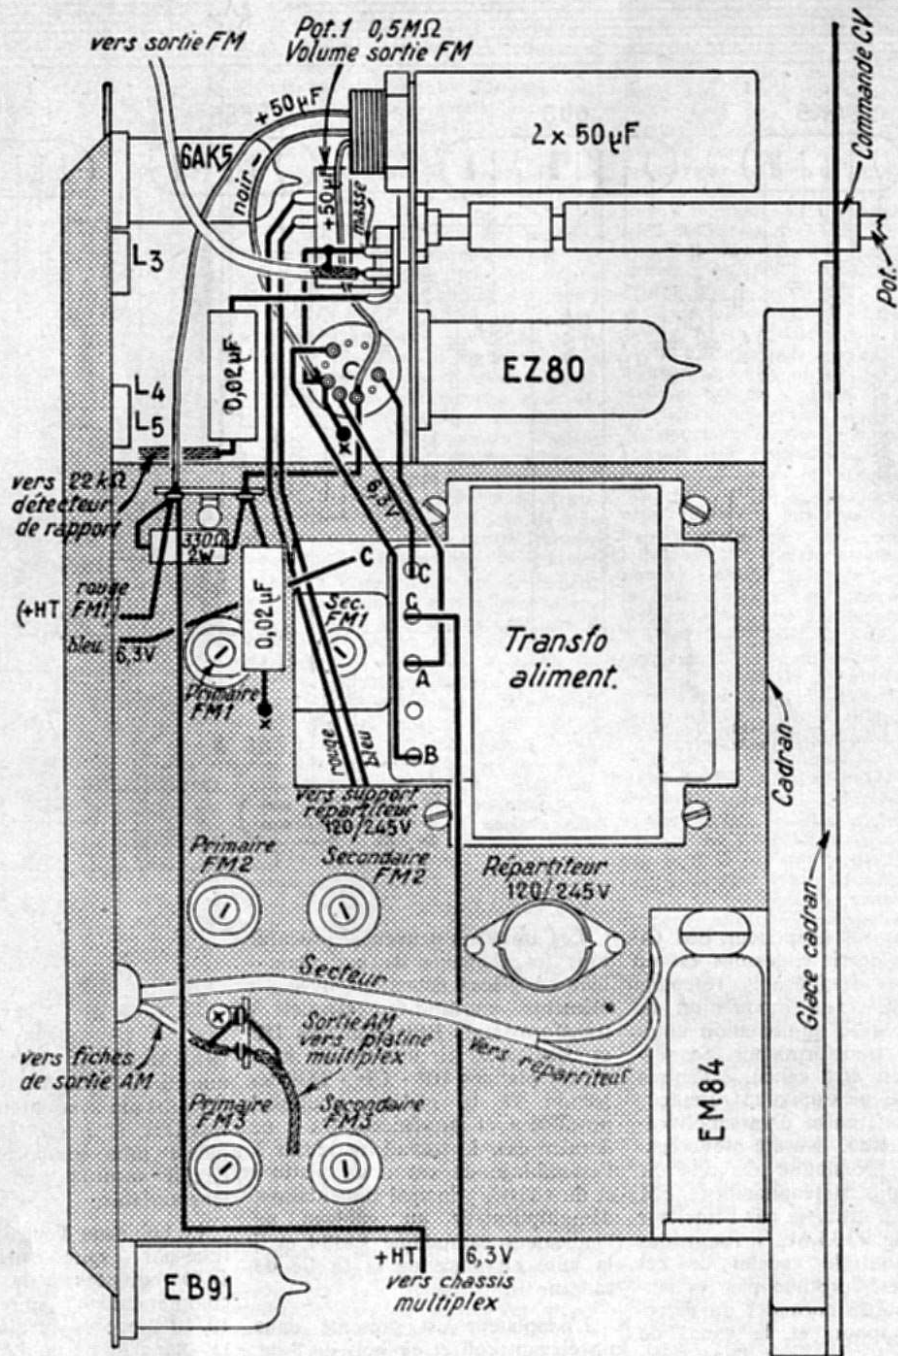 vers sortie FM
Pot.1 0,5MΩ
Volume sortie FM
Commande CV
+50µF
6AK5
noir -
+50µF
masse
2 x 50µF
Pot.
L3
0,02µF
EZ80
L4
L5
x
vers 22 kΩ
détecteur
de rapport
6,3V
330Ω
2W
C
C
rouge
(+HT FM1)
bleu 6,3V
0,02µF
Sec.
FM1
C
Transfo
aliment.
A
Primaire
FM1
x
B
rouge
bleu
Cadran
vers support
répartiteur
120/245V
Primaire
FM2
Secondaire
FM2
Répartiteur
120/245V
Glace cadran
Secteur
Sortie AM
vers platine
multiplex
x
vers répartiteur
vers fiches
de sortie AM
EM84
Primaire
FM3
Secondaire
FM3
+HT
6,3V
EB91.
vers chassis
multiplex